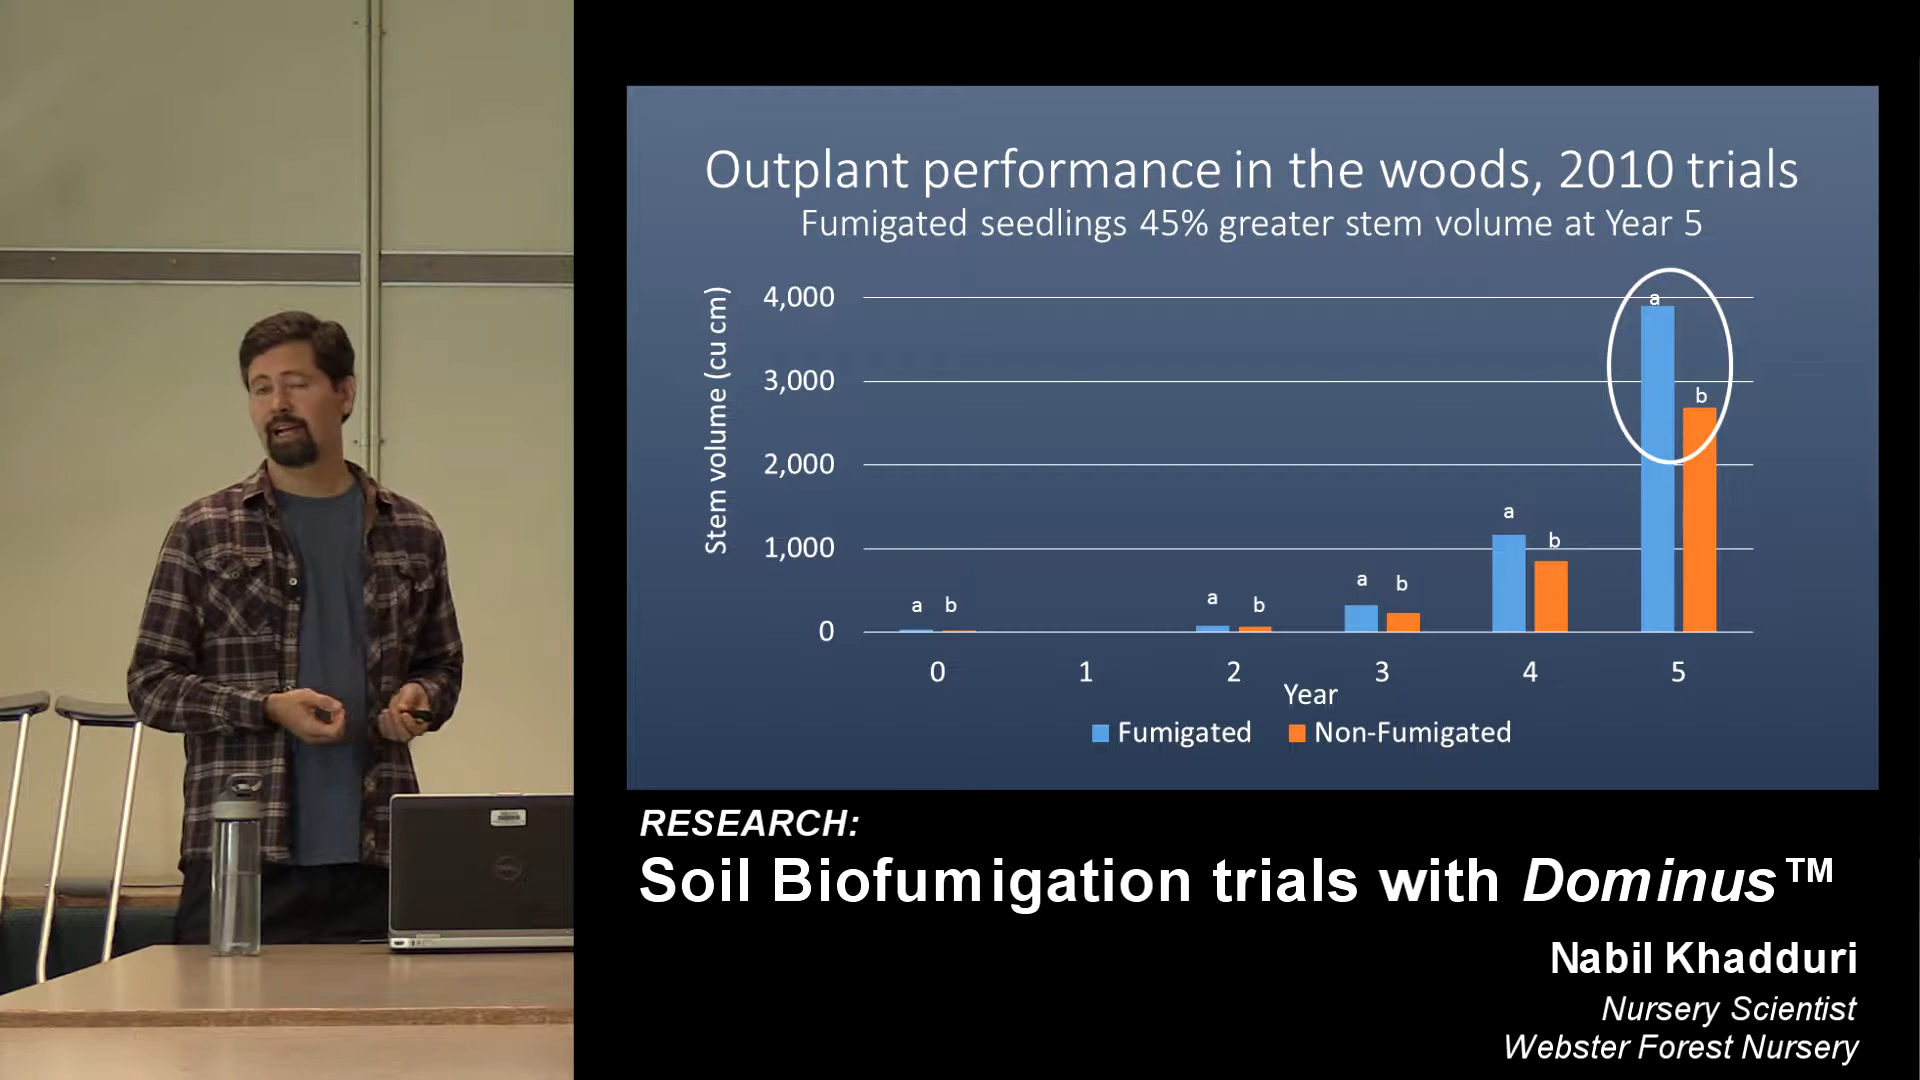 Outplant performance in the woods, 2010 trials
Fumigated seedlings 45% greater stem volume at Year 5
Stem volume (cu cm)
4,000
3,000
2,000
1,000
0
a b
a b
a b
a b
a
b
0 1 2 3 4 5
Year
Fumigated Non-Fumigated
RESEARCH:
Soil Biofumigation trials with Dominus™
Nabil Khadduri
Nursery Scientist
Webster Forest Nursery